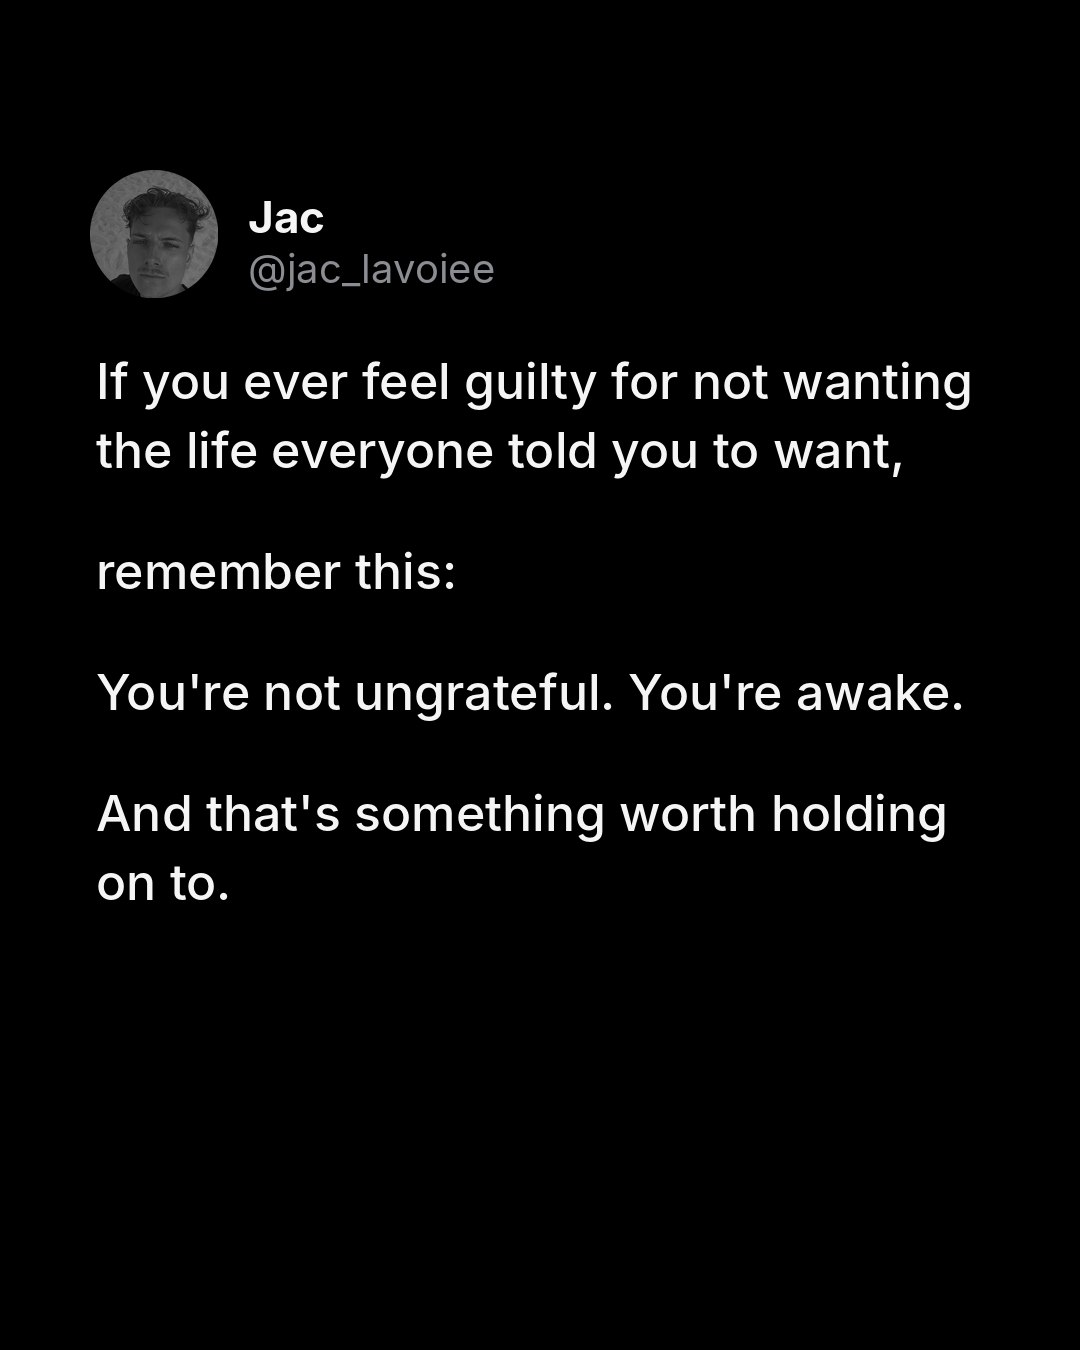 Jac
@jac_lavoiee
If you ever feel guilty for not wanting
the life everyone told you to want,
remember this:
You're not ungrateful. You're awake.
And that's something worth holding
on to.